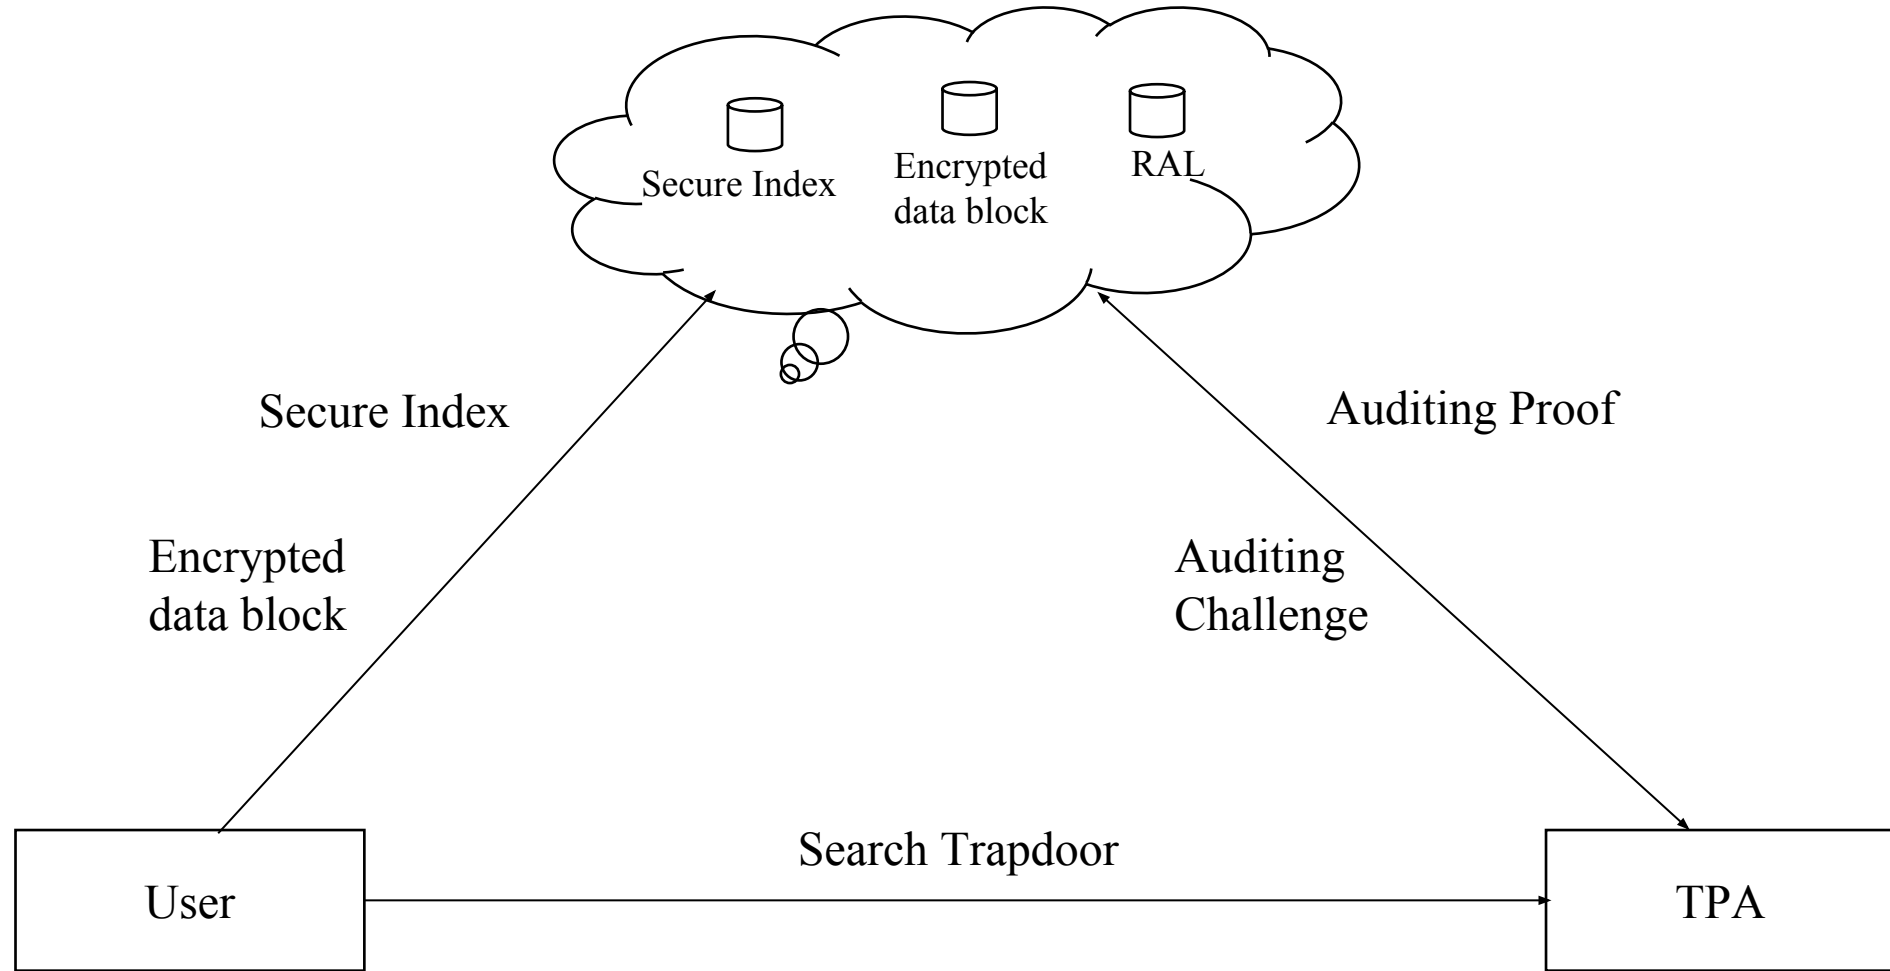 Secure Index
Encrypted
data block
RAL
Secure Index
Auditing Proof
Encrypted
data block
Auditing
Challenge
Search Trapdoor
User
TPA